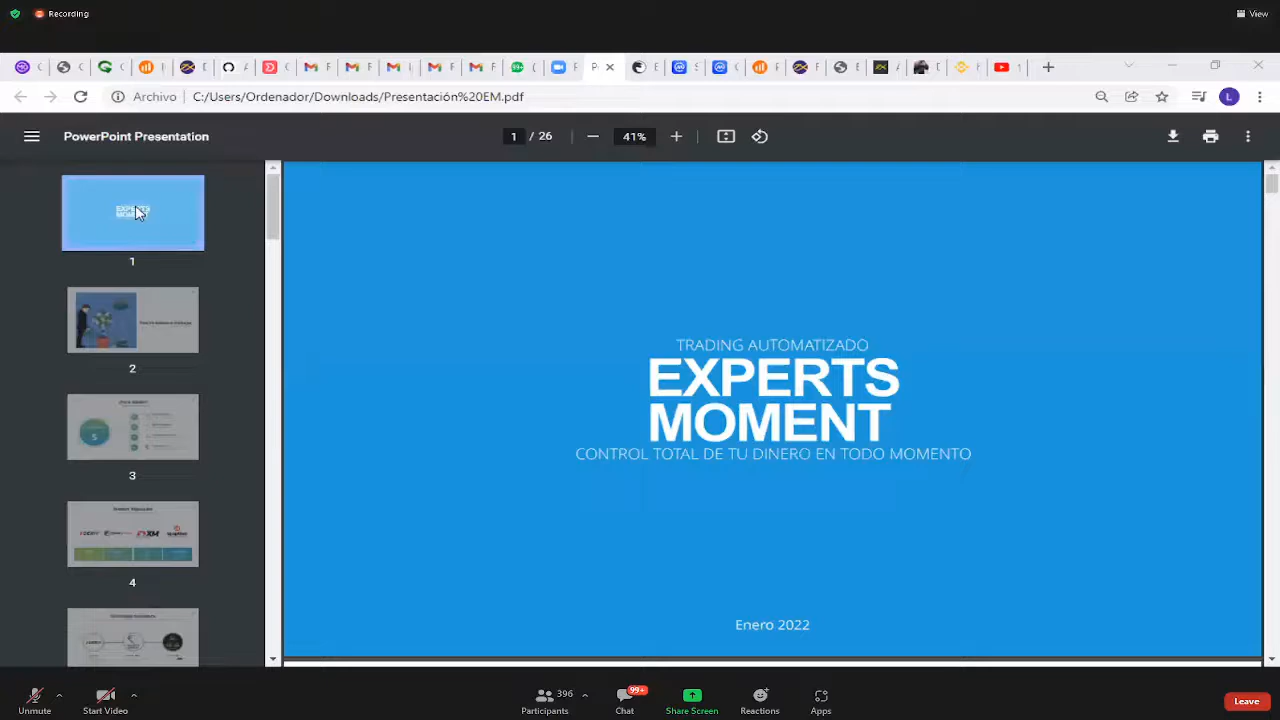 Recording
View
Archivo
C:/Users/Ordenador/Downloads/Presentación%20EM.pdf
L
PowerPoint Presentation
1 / 26
41%
EXPERTS
MOMENT
1
2
3
4
TRADING AUTOMATIZADO
EXPERTS
MOMENT
CONTROL TOTAL DE TU DINERO EN TODO MOMENTO
Enero 2022
Unmute
Start Video
Participants
396
Chat
99+
Share Screen
Reactions
Apps
Leave